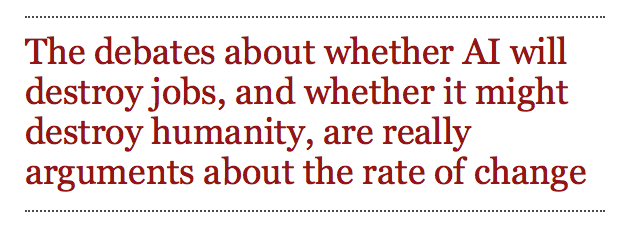 The debates about whether AI will
destroy jobs, and whether it might
destroy humanity, are really
arguments about the rate of change